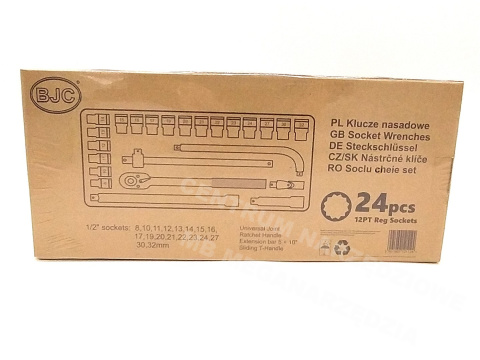 BJC
PL Klucze nasadowe
GB Socket Wrenches
DE Steckschlüssel
CZ/SK Nástrčné klíče
RO Soclu cheie set
24pcs
12PT Reg Sockets
1/2" sockets: 8,10,11,12,13,14,15,16,
17,19,20,21,22,23,24,27
30,32mm
Universal Joint
Ratchet Handle
Extension bar 5 + 10"
Sliding T-Handle